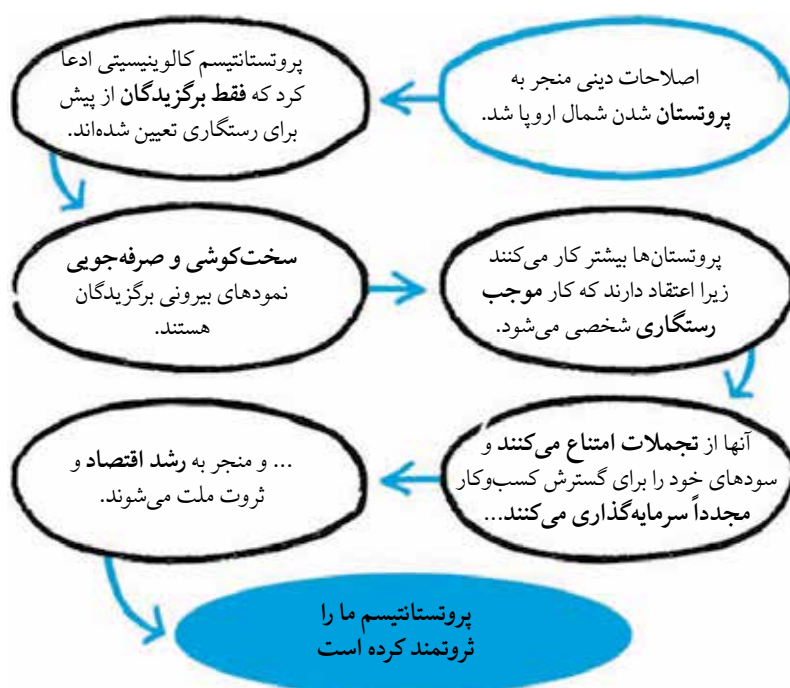 اصلاحات دینی منجر به
پروتستان شدن شمال اروپا شد.
پروتستانتیسم کالوینیسیتی ادعا
کرد که فقط برگزیدگان از پیش
برای رستگاری تعیین شده‌اند.
سخت‌کوشی و صرفه‌جویی
نمودهای بیرونی برگزیدگان
هستند.
پروتستان‌ها بیشتر کار می‌کنند
زیرا اعتقاد دارند که کار موجب
رستگاری شخصی می‌شود.
آنها از تجملات امتناع می‌کنند و
سودهای خود را برای گسترش کسب‌وکار
مجدداً سرمایه‌گذاری می‌کنند...
... و منجر به رشد اقتصاد و
ثروت ملت می‌شوند.
پروتستانتیسم ما را
ثروتمند کرده است